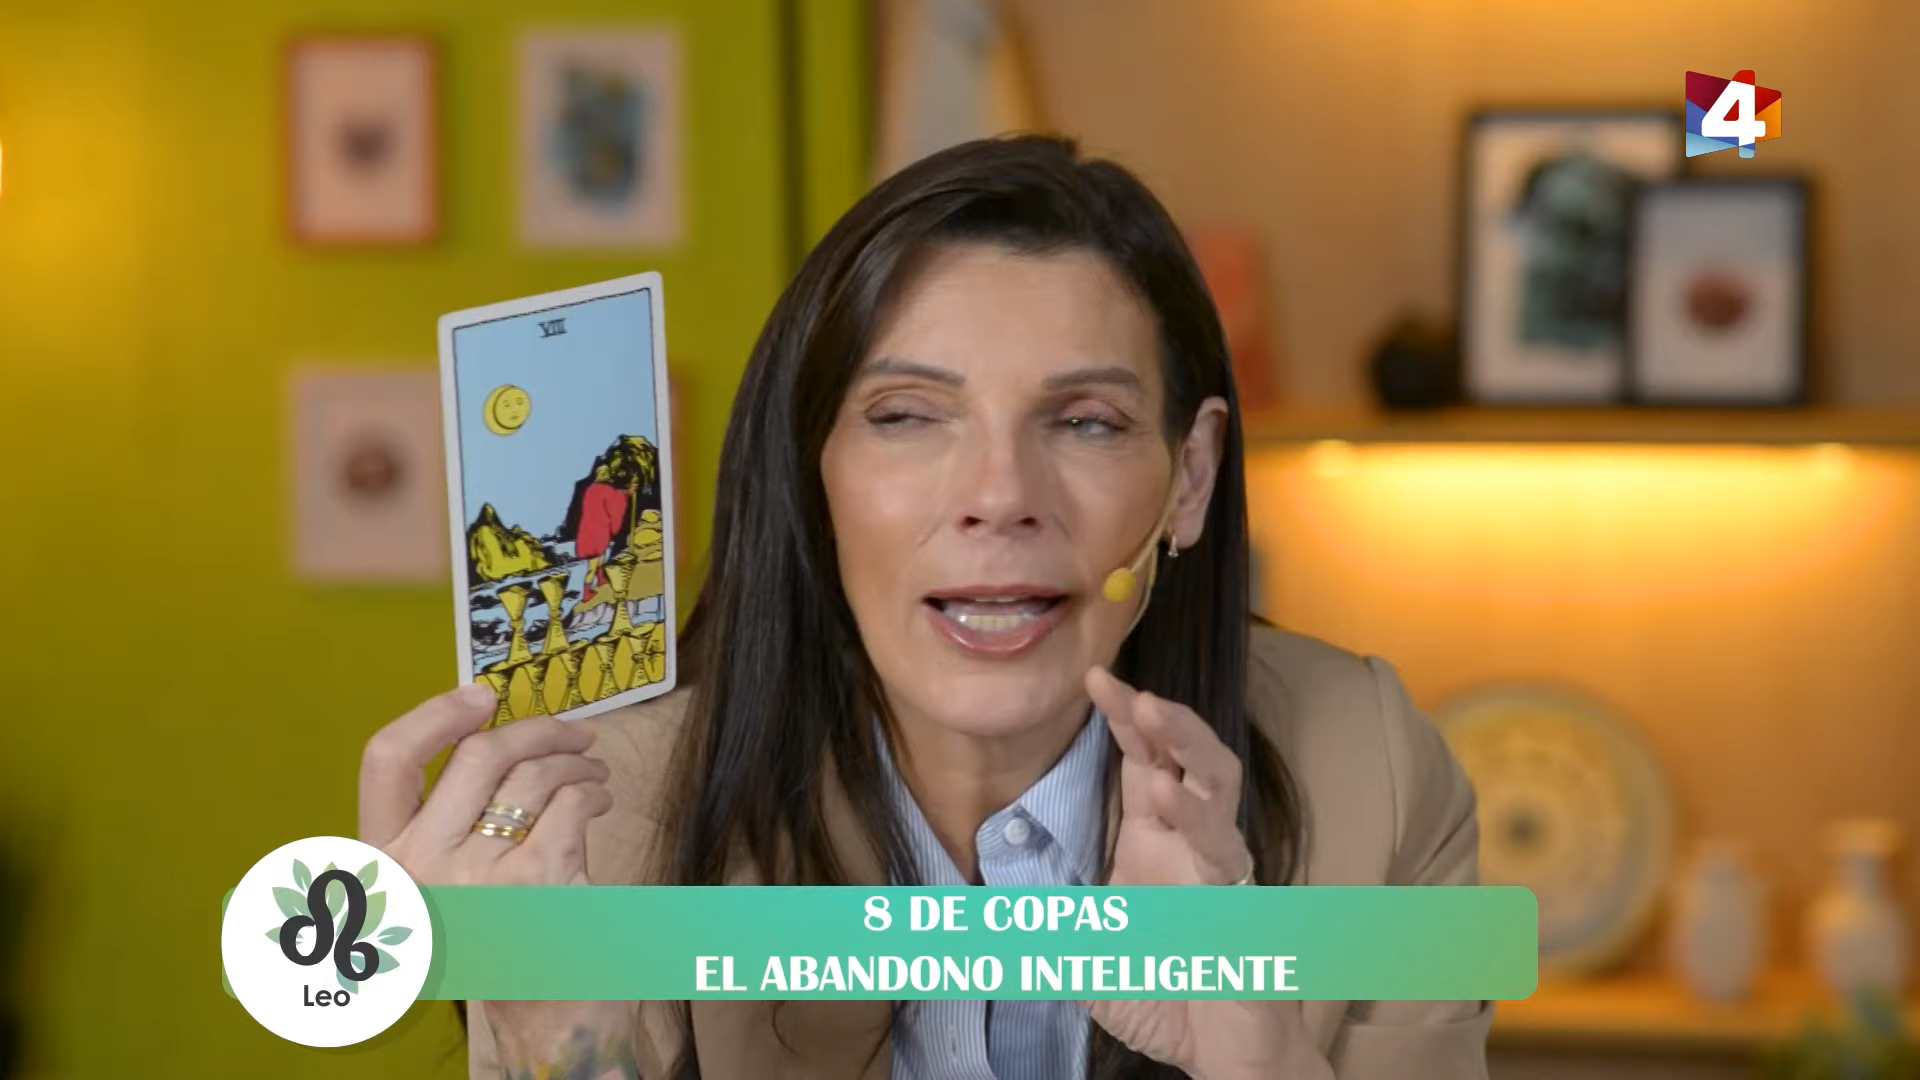 4
VIII
8 DE COPAS
EL ABANDONO INTELIGENTE
Leo